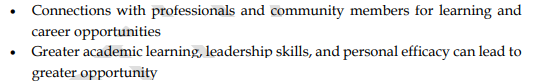 • Connections with professionals and community members for learning and
career opportunities
• Greater academic learning, leadership skills, and personal efficacy can lead to
greater opportunity